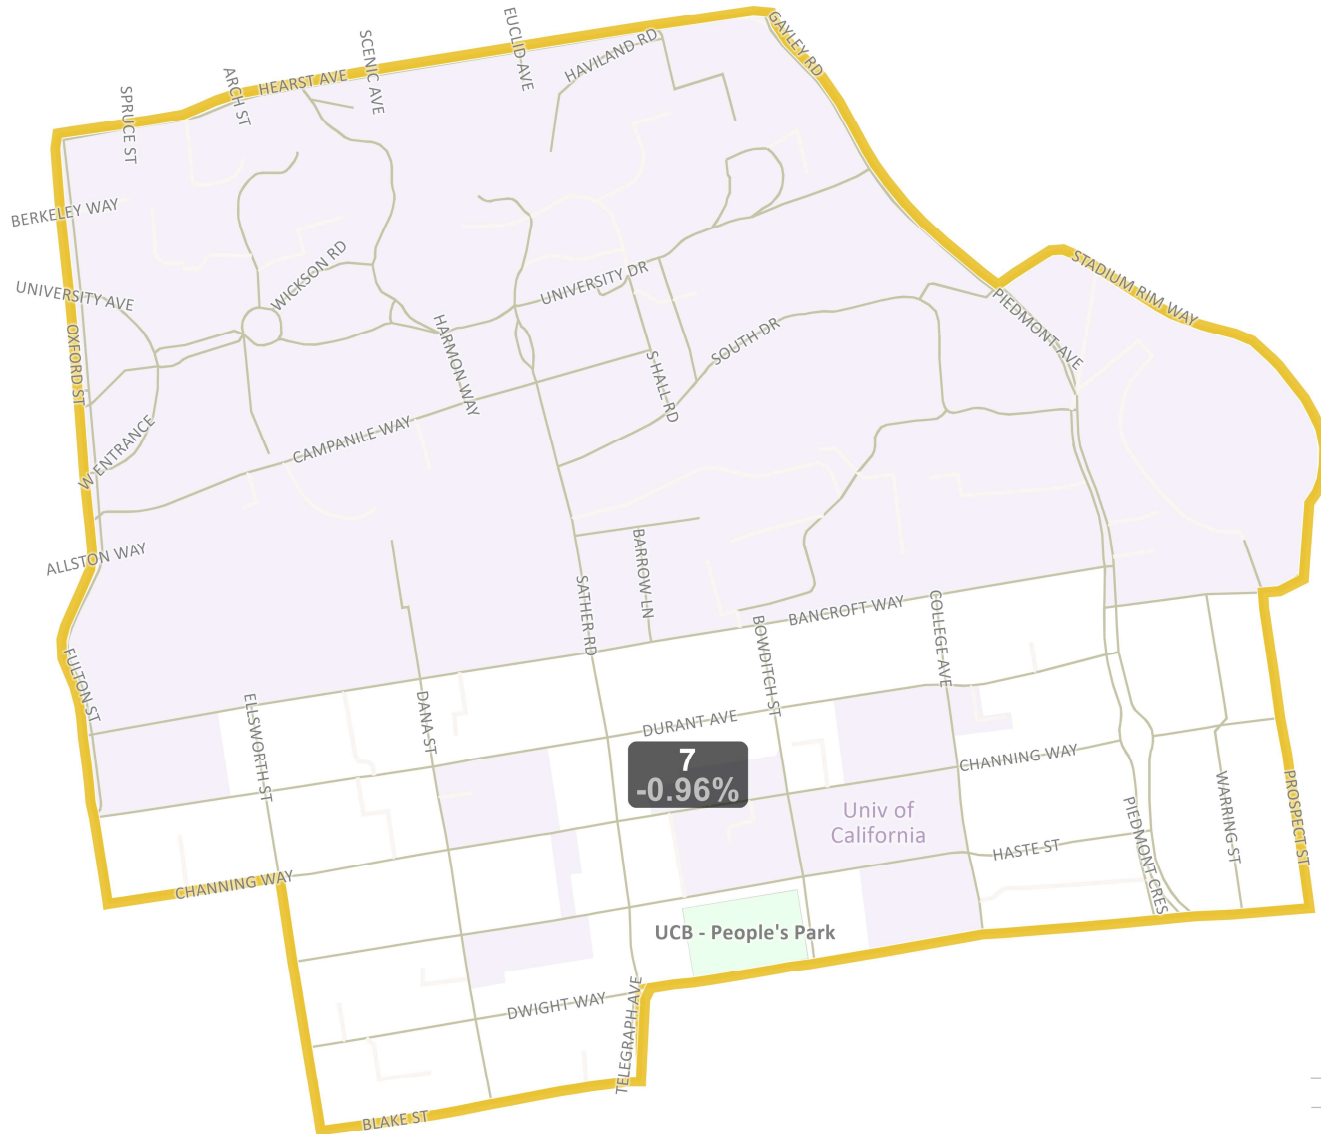 EUCLID AVE
GAYLEY RD
HAVILAND RD
SCENIC AVE
ARCH ST
HEARST AVE
SPRUCE ST
BERKELEY WAY
WICKSON RD
UNIVERSITY DR
STADIUM RIM WAY
UNIVERSITY AVE
PIEDMONT AVE
OXFORD ST
HARMON WAY
SOUTH DR
S HALL RD
W ENTRANCE
CAMPANILE WAY
ALLSTON WAY
BARROW LN
SATHER RD
BANCROFT WAY
COLLEGE AVE
BOWDITCH ST
FULTON ST
ELLSWORTH ST
DANA ST
DURANT AVE
7
-0.96%
CHANNING WAY
Univ of
California
PIEDMONT CRES
WARRING ST
PROSPECT ST
HASTE ST
CHANNING WAY
UCB - People's Park
DWIGHT WAY
TELEGRAPH AVE
BLAKE ST